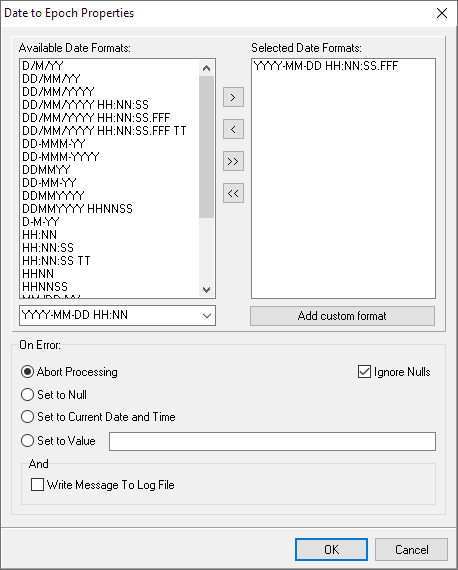 Date to Epoch Properties
Available Date Formats:
Selected Date Formats:
D/M/YY
DD/MM/YY
DD/MM/YYYY
DD/MM/YYYY HH:NN:SS
DD/MM/YYYY HH:NN:SS.FFF
DD/MM/YYYY HH:NN:SS.FFF TT
DD-MMM-YY
DD-MMM-YYYY
DDMMYY
DD-MM-YY
DDMMYYYY
DDMMYYYY HHNNSS
D-M-YY
HH:NN
HH:NN:SS
HH:NN:SS TT
HHNN
HHNNSS
MM/DD/YY
>
<
>>
<<
YYYY-MM-DD HH:NN:SS.FFF
YYYY-MM-DD HH:NN
Add custom format
On Error:
Abort Processing
Ignore Nulls
Set to Null
Set to Current Date and Time
Set to Value
And
Write Message To Log File
OK
Cancel